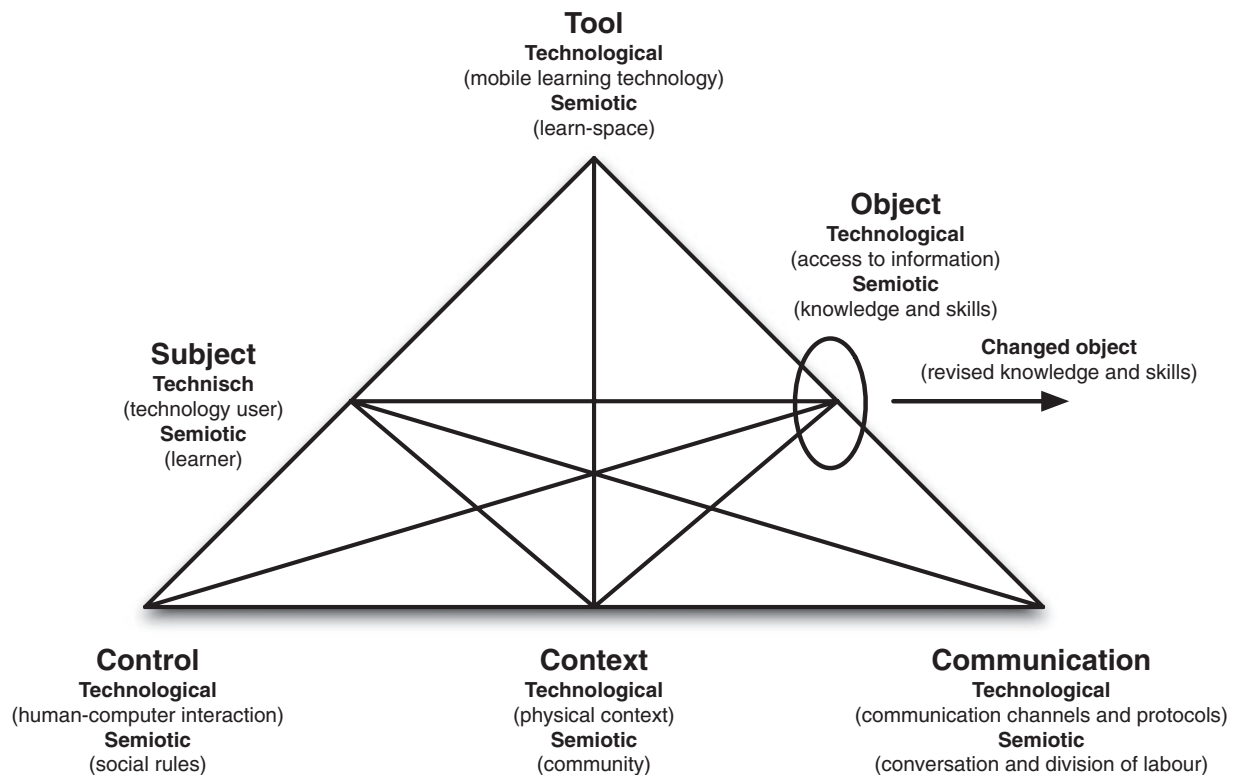 Tool
Technological
(mobile learning technology)
Semiotic
(learn-space)
Object
Technological
(access to information)
Semiotic
(knowledge and skills)
Changed object
(revised knowledge and skills)
Subject
Technisch
(technology user)
Semiotic
(learner)
Control
Technological
(human-computer interaction)
Semiotic
(social rules)
Context
Technological
(physical context)
Semiotic
(community)
Communication
Technological
(communication channels and protocols)
Semiotic
(conversation and division of labour)